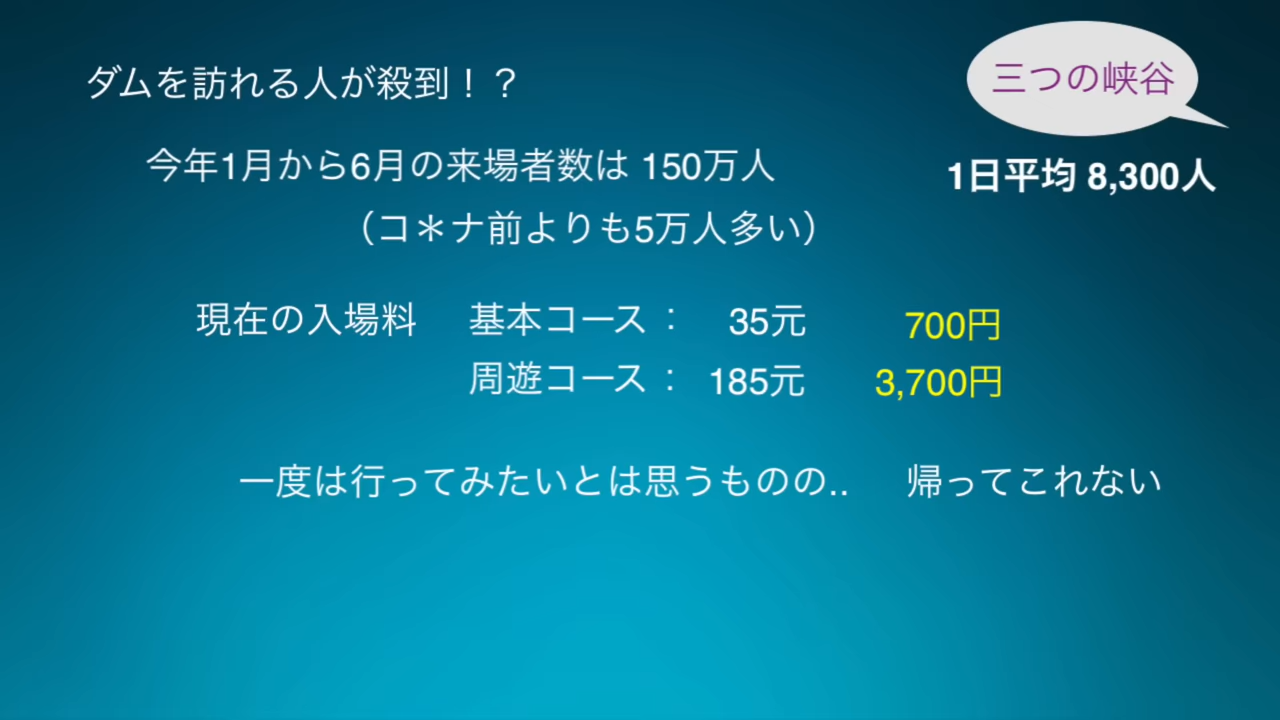 ダムを訪れる人が殺到！？
三つの峡谷
今年1月から6月の来場者数は 150万人
1日平均 8,300人
（コ＊ナ前よりも5万人多い）
現在の入場料 基本コース： 35元 700円
周遊コース： 185元 3,700円
一度は行ってみたいとは思うものの.. 帰ってこれない